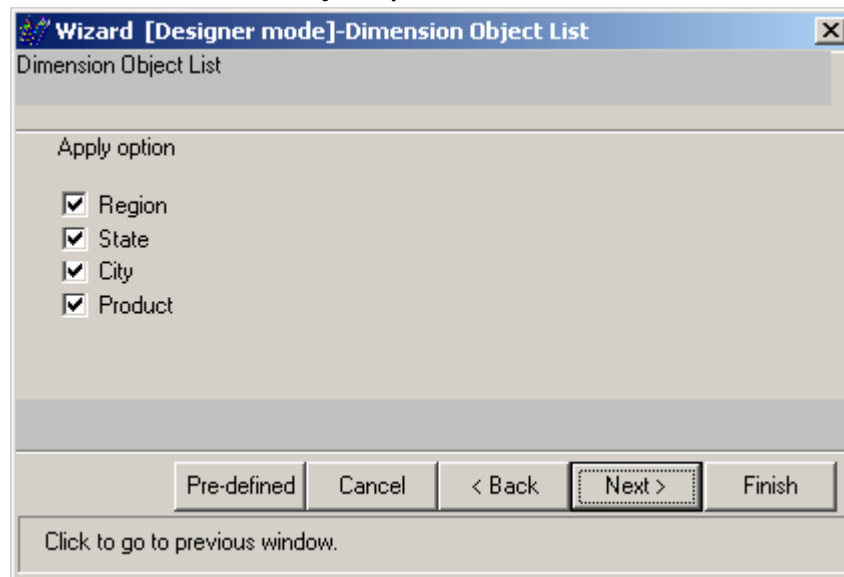 Wizard [Designer mode]-Dimension Object List
Dimension Object List
Apply option
Region
State
City
Product
Pre-defined Cancel < Back Next > Finish
Click to go to previous window.